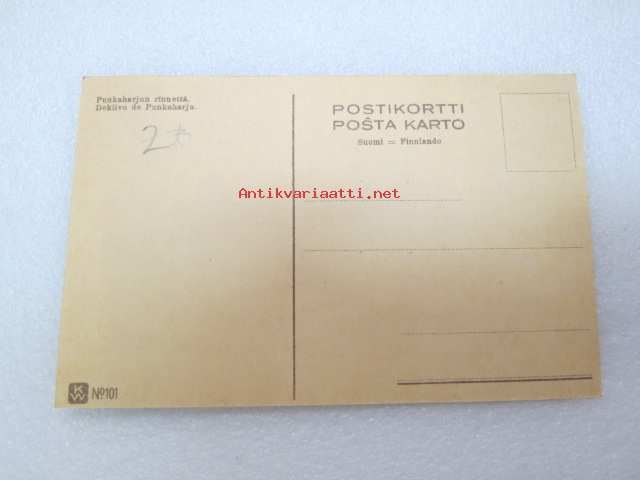 Punkaharjun rinnettä.
Deklivo de Punkaharju.
2
POSTIKORTTI
POŜTA KARTO
Suomi = Finnlando
Antikvariaatti.net
KW №101